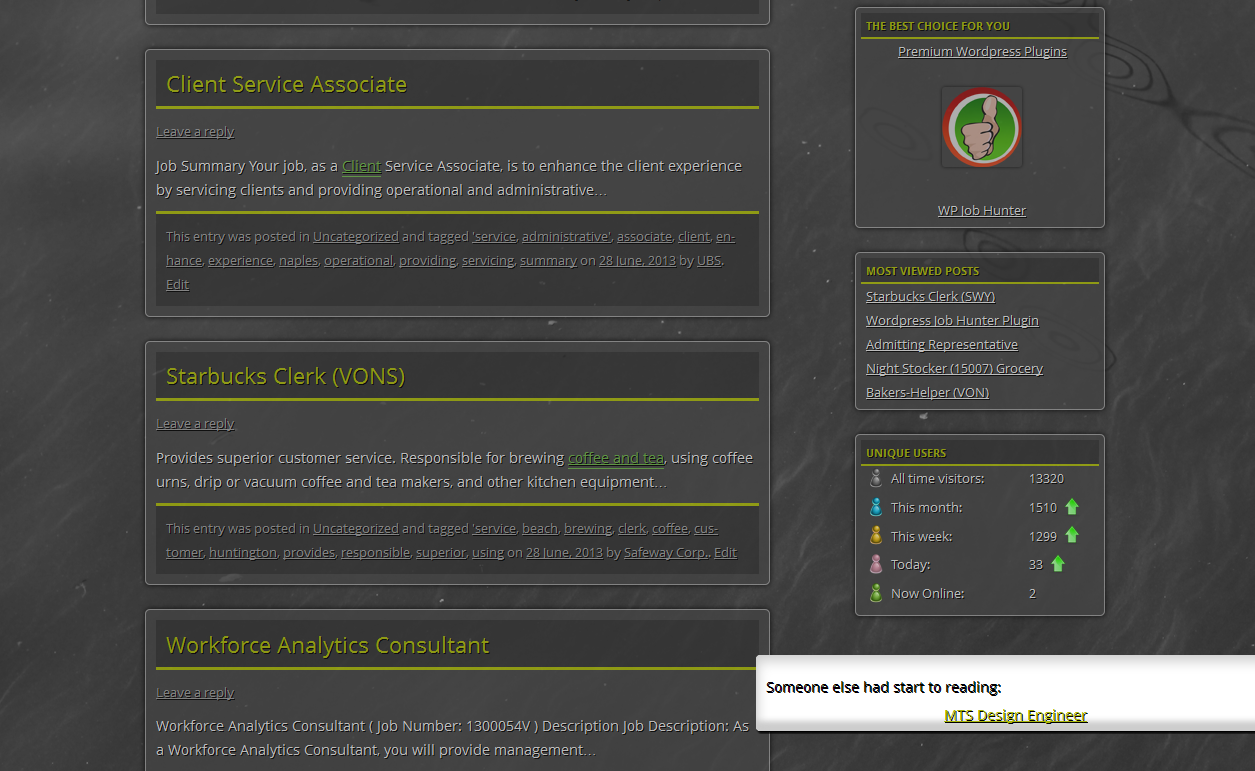 Client Service Associate
Leave a reply
Job Summary Your job, as a Client Service Associate, is to enhance the client experience
by servicing clients and providing operational and administrative…
This entry was posted in Uncategorized and tagged 'service, administrative', associate, client, en-
hance, experience, naples, operational, providing, servicing, summary on 28 June, 2013 by UBS.
Edit
Starbucks Clerk (VONS)
Leave a reply
Provides superior customer service. Responsible for brewing coffee and tea, using coffee
urns, drip or vacuum coffee and tea makers, and other kitchen equipment…
This entry was posted in Uncategorized and tagged 'service, beach, brewing, clerk, coffee, cus-
tomer, huntington, provides, responsible, superior, using on 28 June, 2013 by Safeway Corp.. Edit
Workforce Analytics Consultant
Leave a reply
Workforce Analytics Consultant ( Job Number: 1300054V ) Description Job Description: As
a Workforce Analytics Consultant, you will provide management…
THE BEST CHOICE FOR YOU
Premium Wordpress Plugins
WP Job Hunter
MOST VIEWED POSTS
Starbucks Clerk (SWY)
Wordpress Job Hunter Plugin
Admitting Representative
Night Stocker (15007) Grocery
Bakers-Helper (VON)
UNIQUE USERS
All time visitors: 13320
This month: 1510
This week: 1299
Today: 33
Now Online: 2
Someone else had start to reading:
MTS Design Engineer